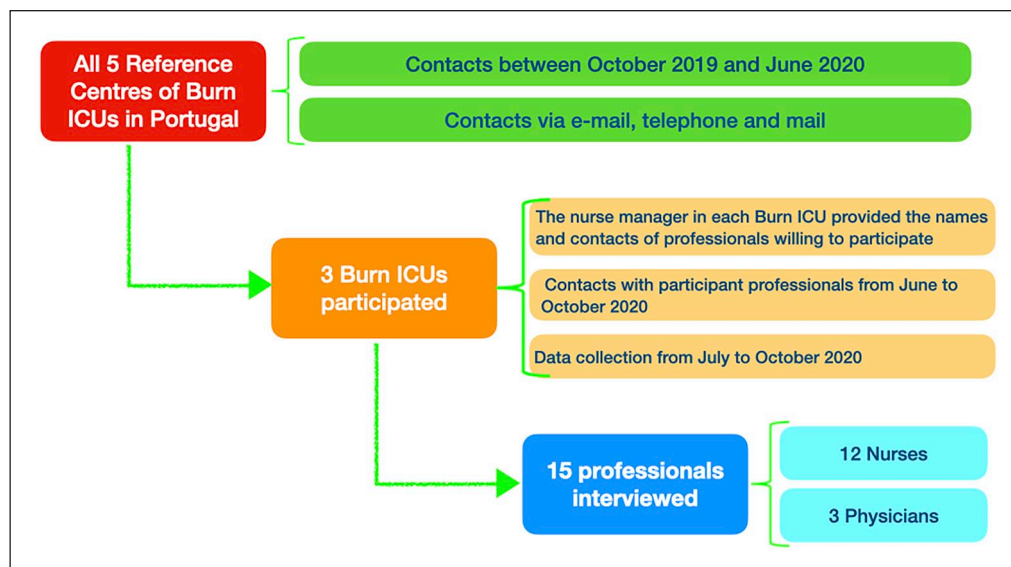 All 5 Reference
Centres of Burn
ICUs in Portugal
Contacts between October 2019 and June 2020
Contacts via e-mail, telephone and mail
3 Burn ICUs
participated
The nurse manager in each Burn ICU provided the names
and contacts of professionals willing to participate
Contacts with participant professionals from June to
October 2020
Data collection from July to October 2020
15 professionals
interviewed
12 Nurses
3 Physicians